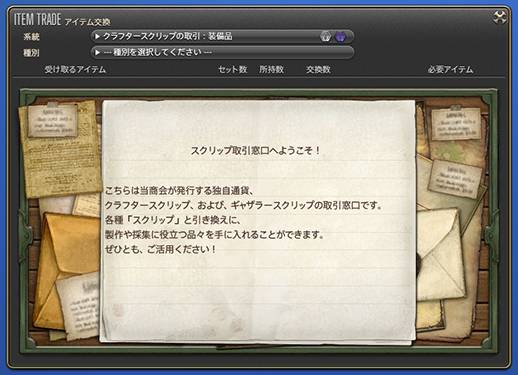 ITEM TRADE アイテム交換
系統 クラフタースクリップの取引：装備品
種別 --- 種別を選択してください ---
受け取るアイテム セット数 所持数 交換数 必要アイテム
スクリップ取引窓口へようこそ！
こちらは当商会が発行する独自通貨、
クラフタースクリップ、および、ギャザラースクリップの取引窓口です。
各種「スクリップ」と引き換えに、
製作や採集に役立つ品々を手に入れることができます。
ぜひとも、ご活用ください！